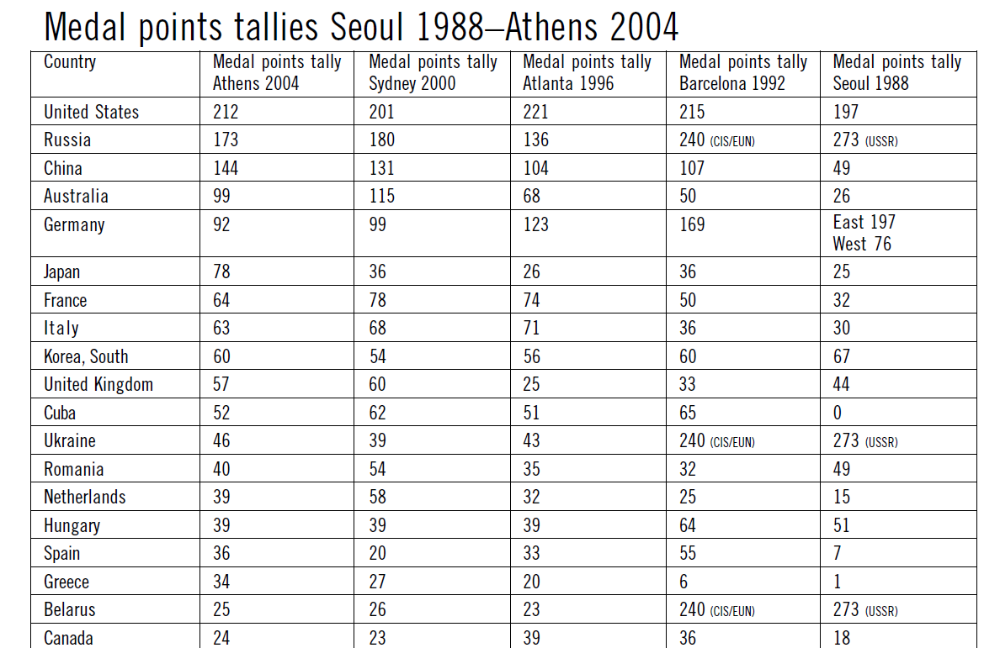 Medal points tallies Seoul 1988–Athens 2004
Country Medal points tally Medal points tally Medal points tally Medal points tally Medal points tally
Athens 2004 Sydney 2000 Atlanta 1996 Barcelona 1992 Seoul 1988
United States 212 201 221 215 197
Russia 173 180 136 240 (CIS/EUN) 273 (USSR)
China 144 131 104 107 49
Australia 99 115 68 50 26
Germany 92 99 123 169 East 197
West 76
Japan 78 36 26 36 25
France 64 78 74 50 32
Italy 63 68 71 36 30
Korea, South 60 54 56 60 67
United Kingdom 57 60 25 33 44
Cuba 52 62 51 65 0
Ukraine 46 39 43 240 (CIS/EUN) 273 (USSR)
Romania 40 54 35 32 49
Netherlands 39 58 32 25 15
Hungary 39 39 39 64 51
Spain 36 20 33 55 7
Greece 34 27 20 6 1
Belarus 25 26 23 240 (CIS/EUN) 273 (USSR)
Canada 24 23 39 36 18